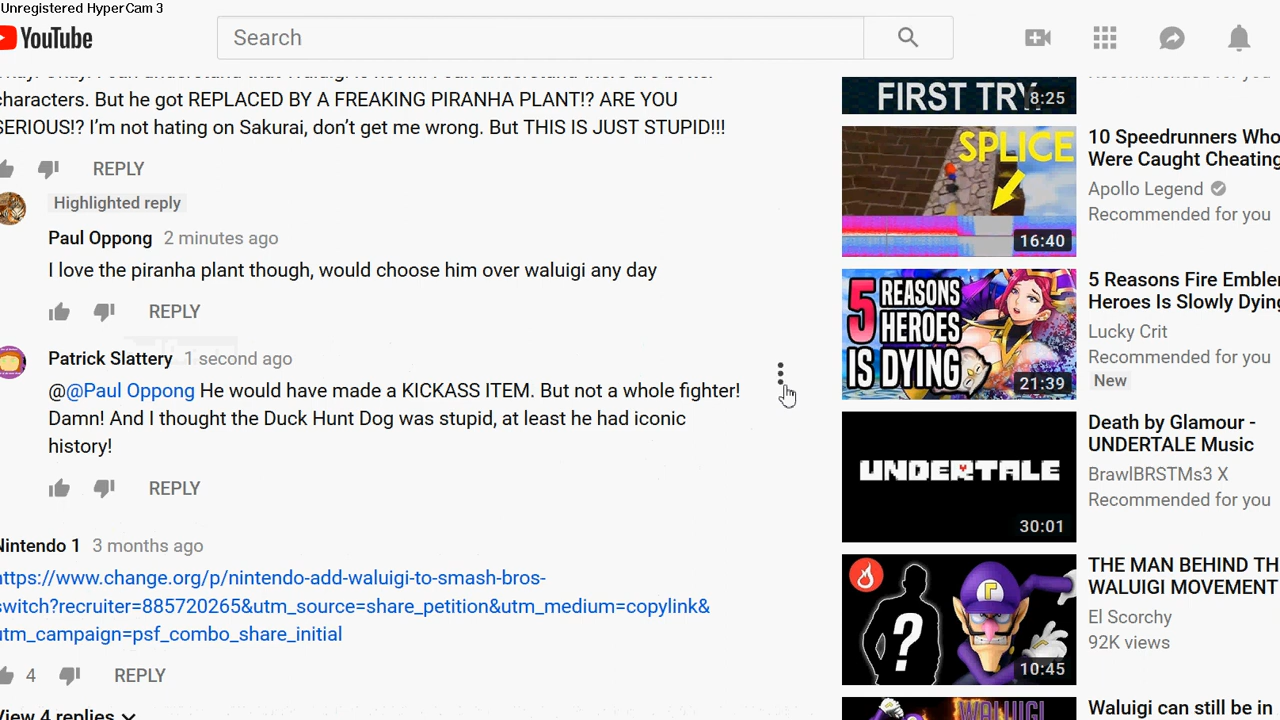 Unregistered HyperCam 3
YouTube
Search
characters. But he got REPLACED BY A FREAKING PIRANHA PLANT!? ARE YOU
SERIOUS!? I’m not hating on Sakurai, don’t get me wrong. But THIS IS JUST STUPID!!!
REPLY
Highlighted reply
Paul Oppong 2 minutes ago
I love the piranha plant though, would choose him over waluigi any day
REPLY
Patrick Slattery 1 second ago
@@Paul Oppong He would have made a KICKASS ITEM. But not a whole fighter!
Damn! And I thought the Duck Hunt Dog was stupid, at least he had iconic
history!
REPLY
Nintendo 1 3 months ago
https://www.change.org/p/nintendo-add-waluigi-to-smash-bros-
switch?recruiter=885720265&utm_source=share_petition&utm_medium=copylink&
utm_campaign=psf_combo_share_initial
4 REPLY
View 4 replies
FIRST TRY
8:25
Recommended for you
SPLICE
16:40
10 Speedrunners Who
Were Caught Cheating
Apollo Legend
Recommended for you
5 REASONS
HEROES
IS DYING
21:39
5 Reasons Fire Emblem
Heroes Is Slowly Dying
Lucky Crit
Recommended for you
New
UNDERTALE
30:01
Death by Glamour -
UNDERTALE Music
BrawlBRSTMs3 X
Recommended for you
?
10:45
THE MAN BEHIND TH
WALUIGI MOVEMENT
El Scorchy
92K views
WALUIGI
Waluigi can still be in